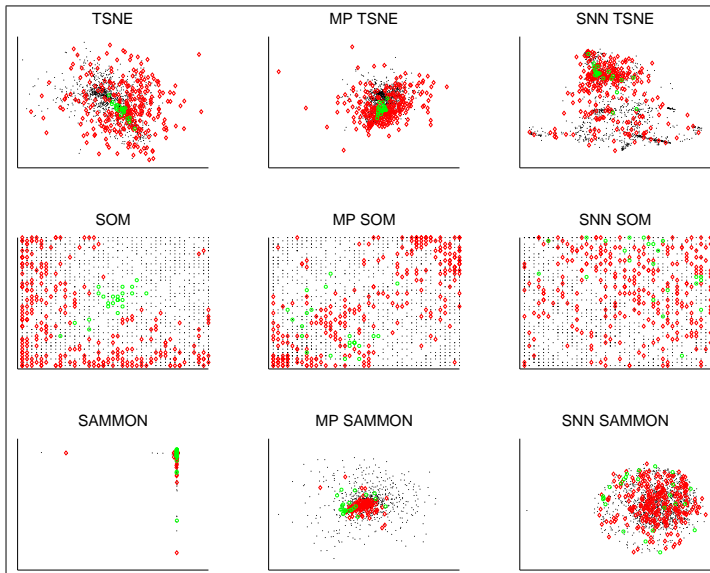 TSNE
MP TSNE
SNN TSNE
SOM
MP SOM
SNN SOM
SAMMON
MP SAMMON
SNN SAMMON